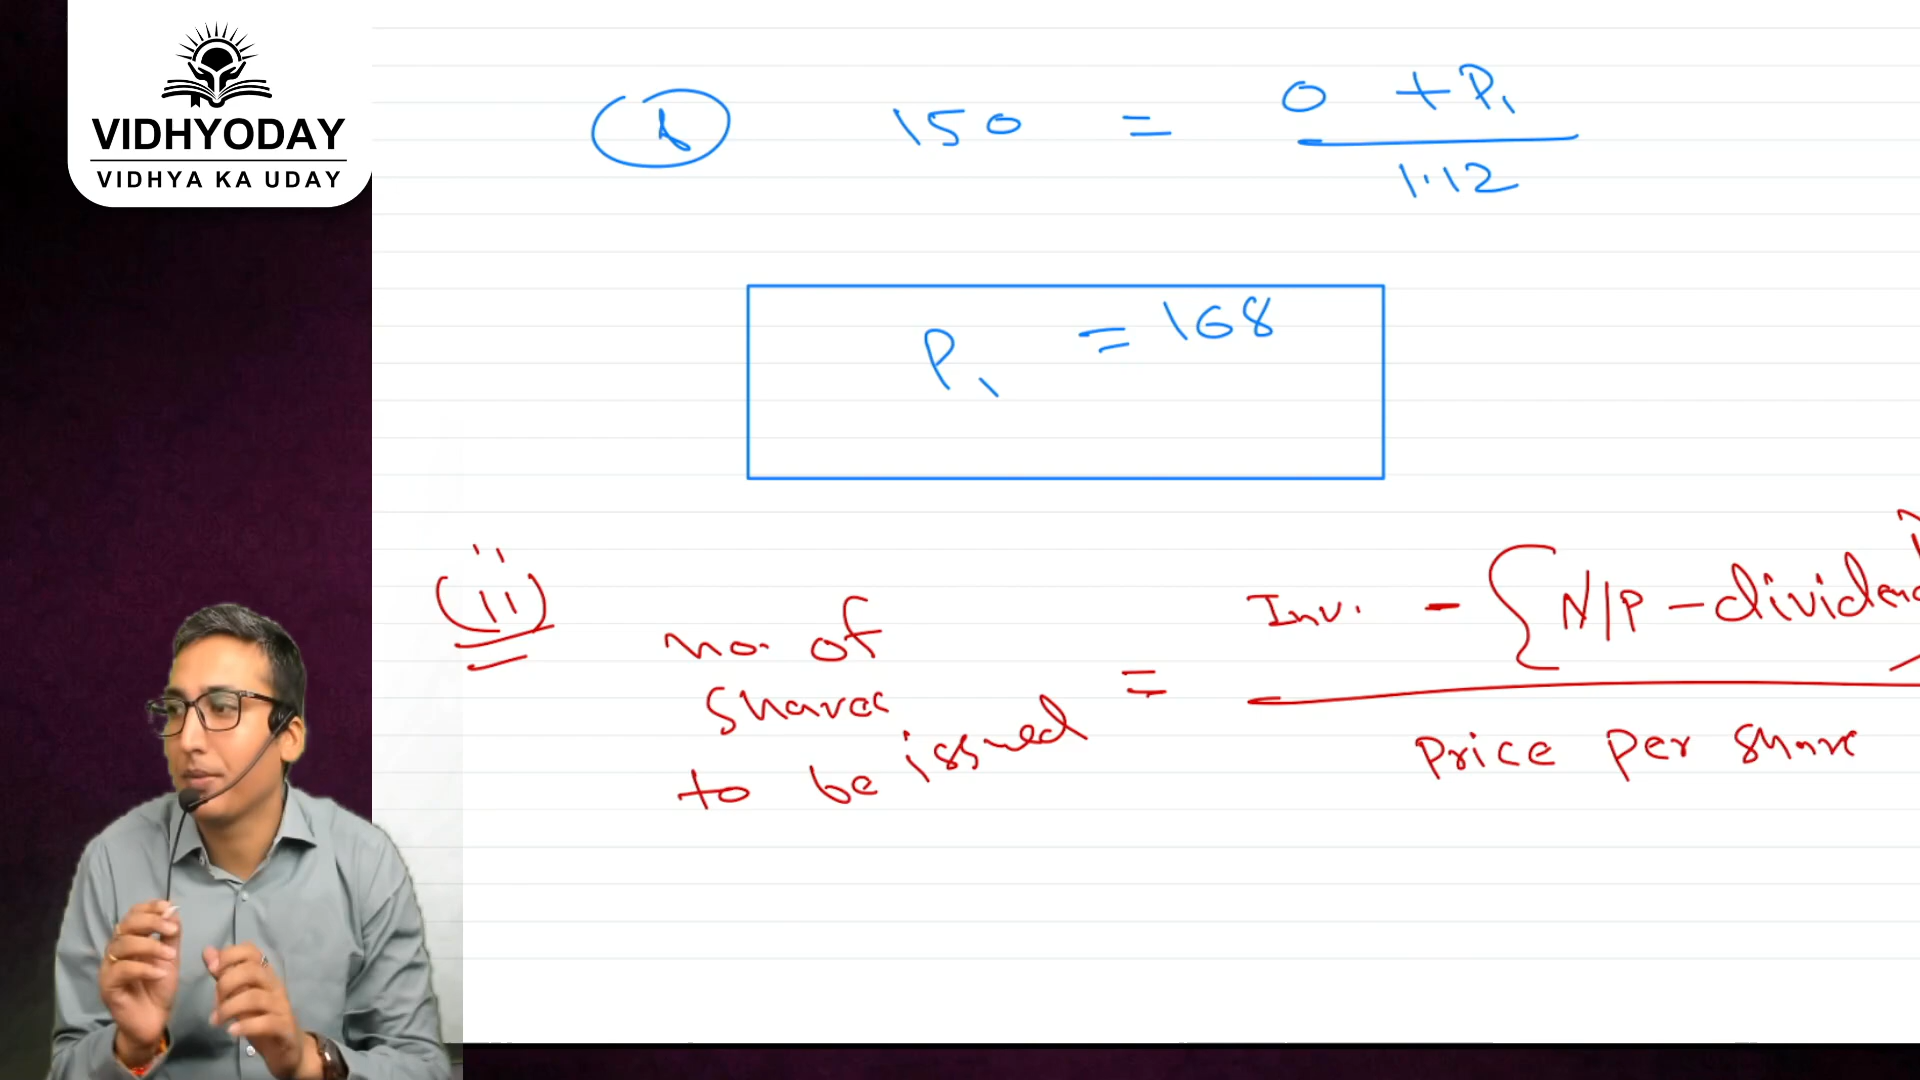 VIDHYODAY
VIDHYA KA UDAY
150 = 0 + P1
1.12
P1 = 168
(ii)
no. of
shares
to be issued
=
Inv. - {N/P - dividend}
Price per share